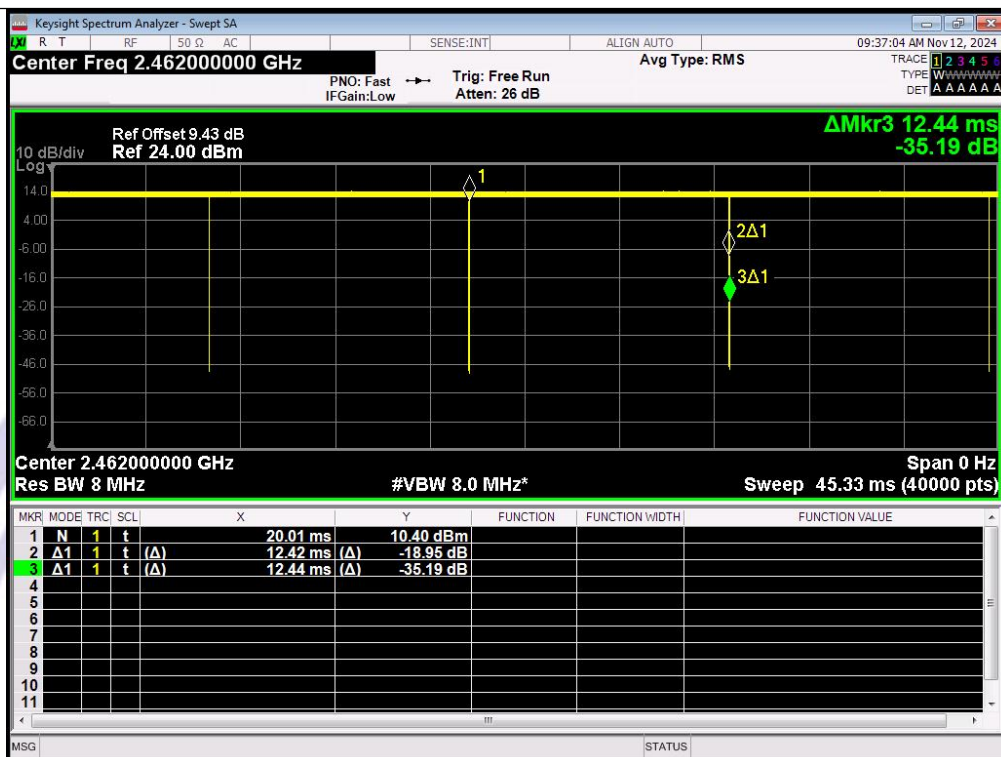 Keysight Spectrum Analyzer - Swept SA
LXI R T RF 50 Ω AC SENSE:INT ALIGN AUTO 09:37:04 AM Nov 12, 2024
Center Freq 2.462000000 GHz Avg Type: RMS TRACE 1 2 3 4 5 6
PNO: Fast Trig: Free Run TYPE WWWWWW
IFGain:Low Atten: 26 dB DET A A A A A A
ΔMkr3 12.44 ms
Ref Offset 9.43 dB
10 dB/div Ref 24.00 dBm -35.19 dB
Log
1
14.0
4.00
2Δ1
-6.00
3Δ1
-16.0
-26.0
-36.0
-46.0
-56.0
-66.0
Center 2.462000000 GHz Span 0 Hz
Res BW 8 MHz #VBW 8.0 MHz* Sweep 45.33 ms (40000 pts)
MKR MODE TRC SCL X Y FUNCTION FUNCTION WIDTH FUNCTION VALUE
1 N 1 t 20.01 ms 10.40 dBm
2 Δ1 1 t (Δ) 12.42 ms (Δ) -18.95 dB
3 Δ1 1 t (Δ) 12.44 ms (Δ) -35.19 dB
4
5
6
7
8
9
10
11
MSG STATUS